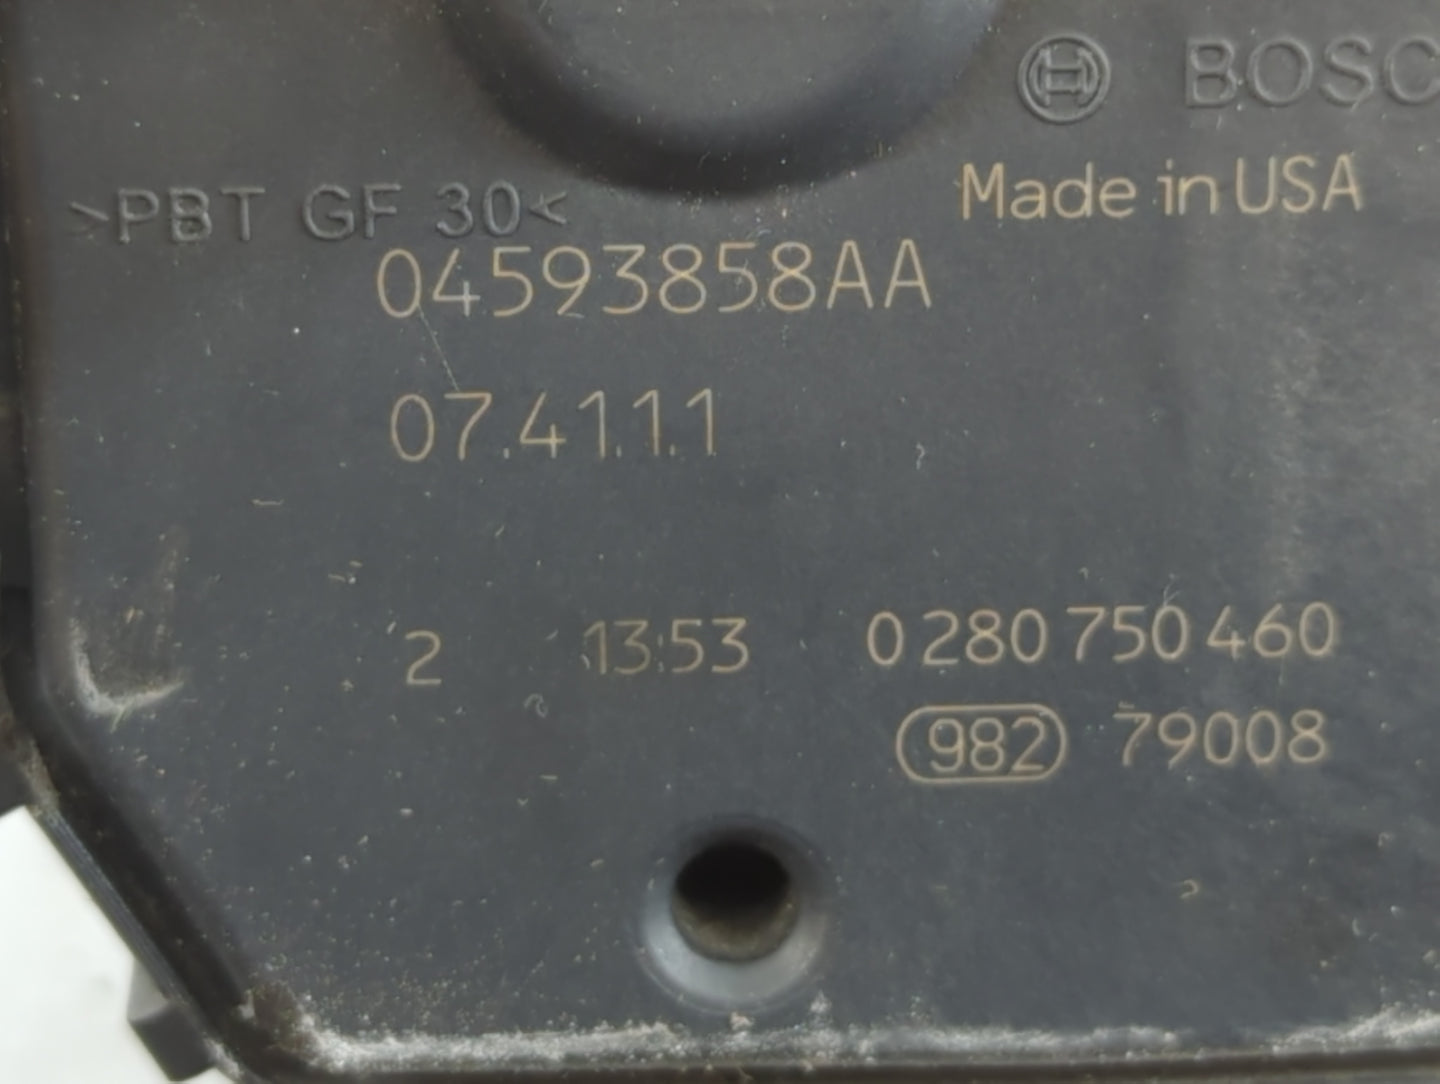 BOSC
Made in USA
>PBT GF 30<
04593858AA
07.41.1.1
2 13:53 0 280 750 460
982 79008